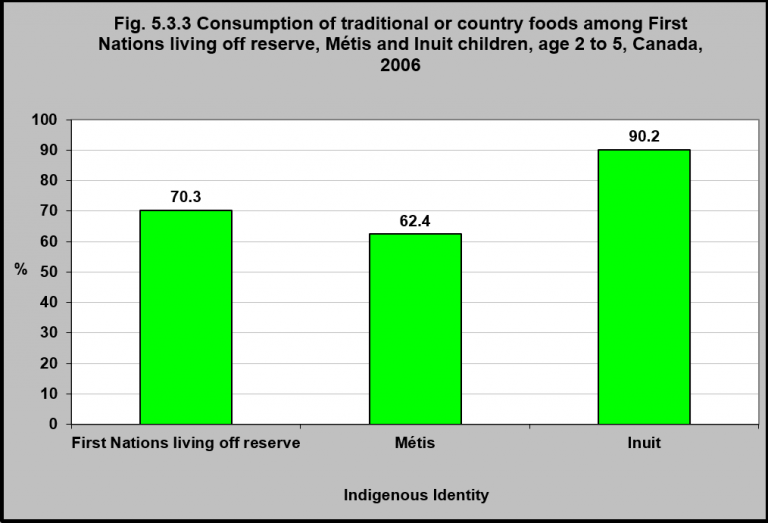 Fig. 5.3.3 Consumption of traditional or country foods among First
Nations living off reserve, Métis and Inuit children, age 2 to 5, Canada,
2006
100
90
80
70
60
50
40
30
20
10
0
%
70.3
62.4
90.2
First Nations living off reserve
Métis
Inuit
Indigenous Identity